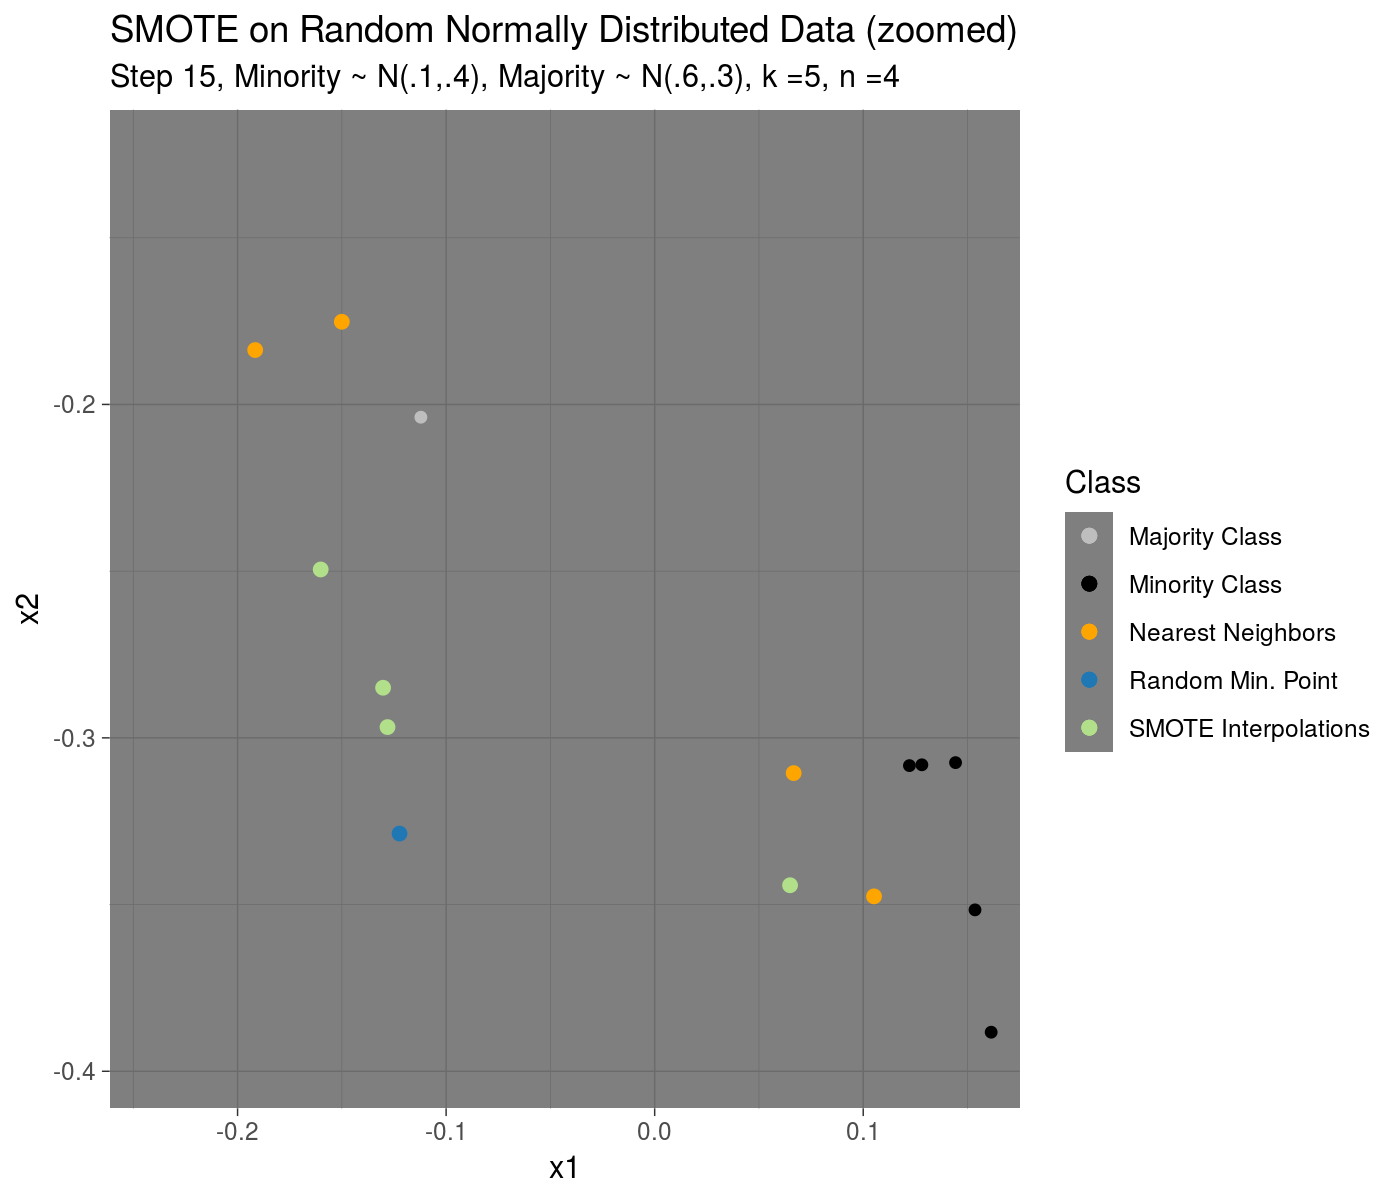 SMOTE on Random Normally Distributed Data (zoomed)
Step 15, Minority ~ N(.1,.4), Majority ~ N(.6,.3), k =5, n =4
-0.2
-0.3
-0.4
x2
-0.2
-0.1
0.0
0.1
x1
Class
Majority Class
Minority Class
Nearest Neighbors
Random Min. Point
SMOTE Interpolations